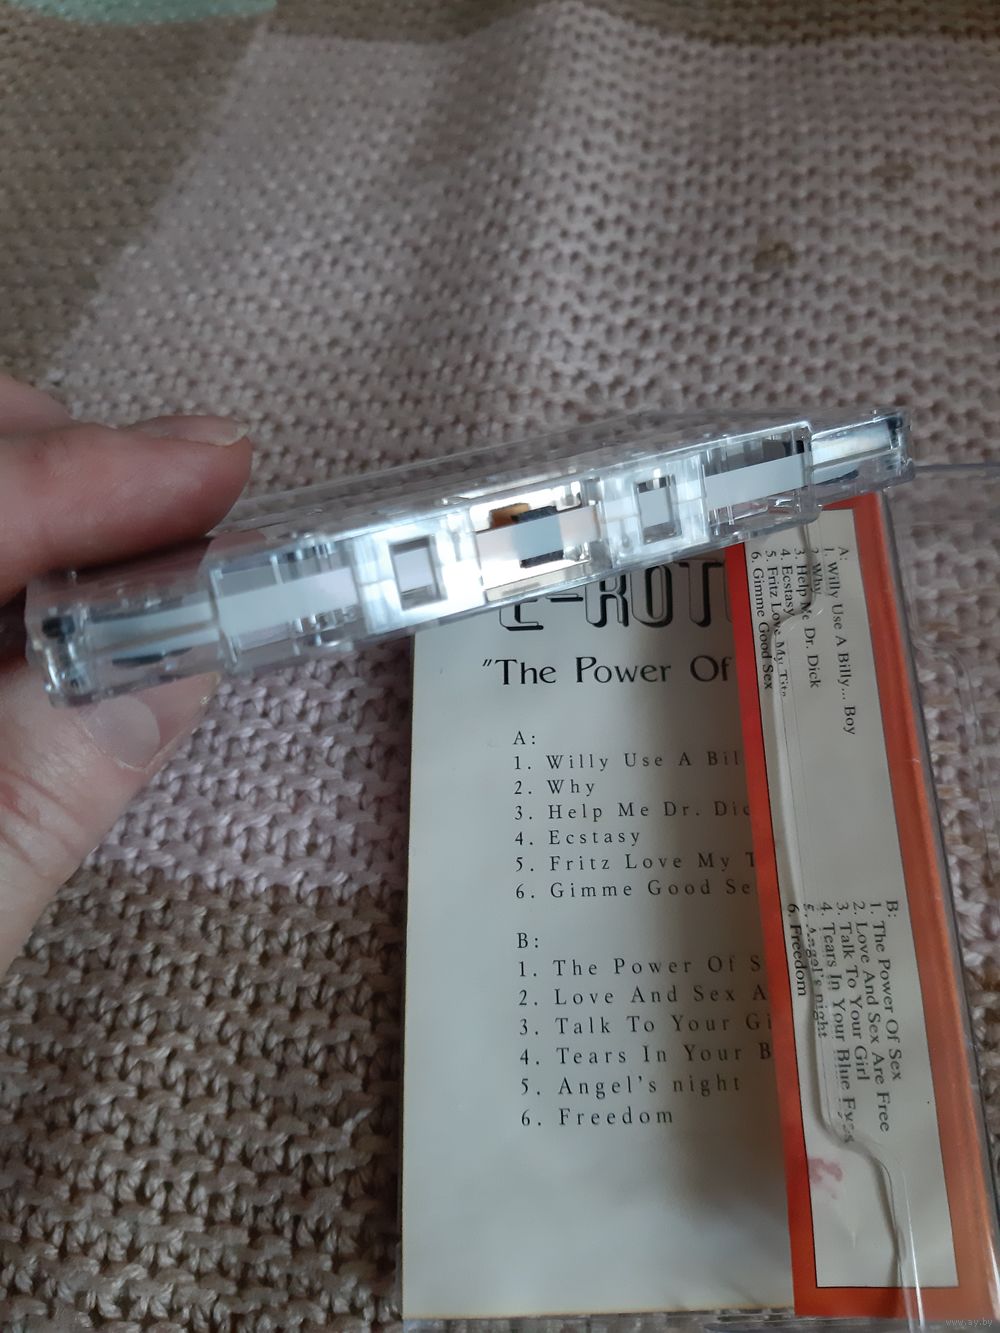 E-ROT
"The Power Of
A:
1. Willy Use A Bil
2. Why
3. Help Me Dr. Dic
4. Ecstasy
5. Fritz Love My T
6. Gimme Good Se
B:
1. The Power Of S
2. Love And Sex A
3. Talk To Your Gi
4. Tears In Your B
5. Angel's night
6. Freedom
A:
1. Willy Use A Billy... Boy
2. Why
3. Help Me Dr. Dick
4. Ecstasy
5. Fritz Love My Tits
6. Gimme Good Sex
B:
1. The Power Of Sex
2. Love And Sex Are Free
3. Talk To Your Girl
4. Tears In Your Blue Eyes
5. Angel's night
6. Freedom
www.ay.by